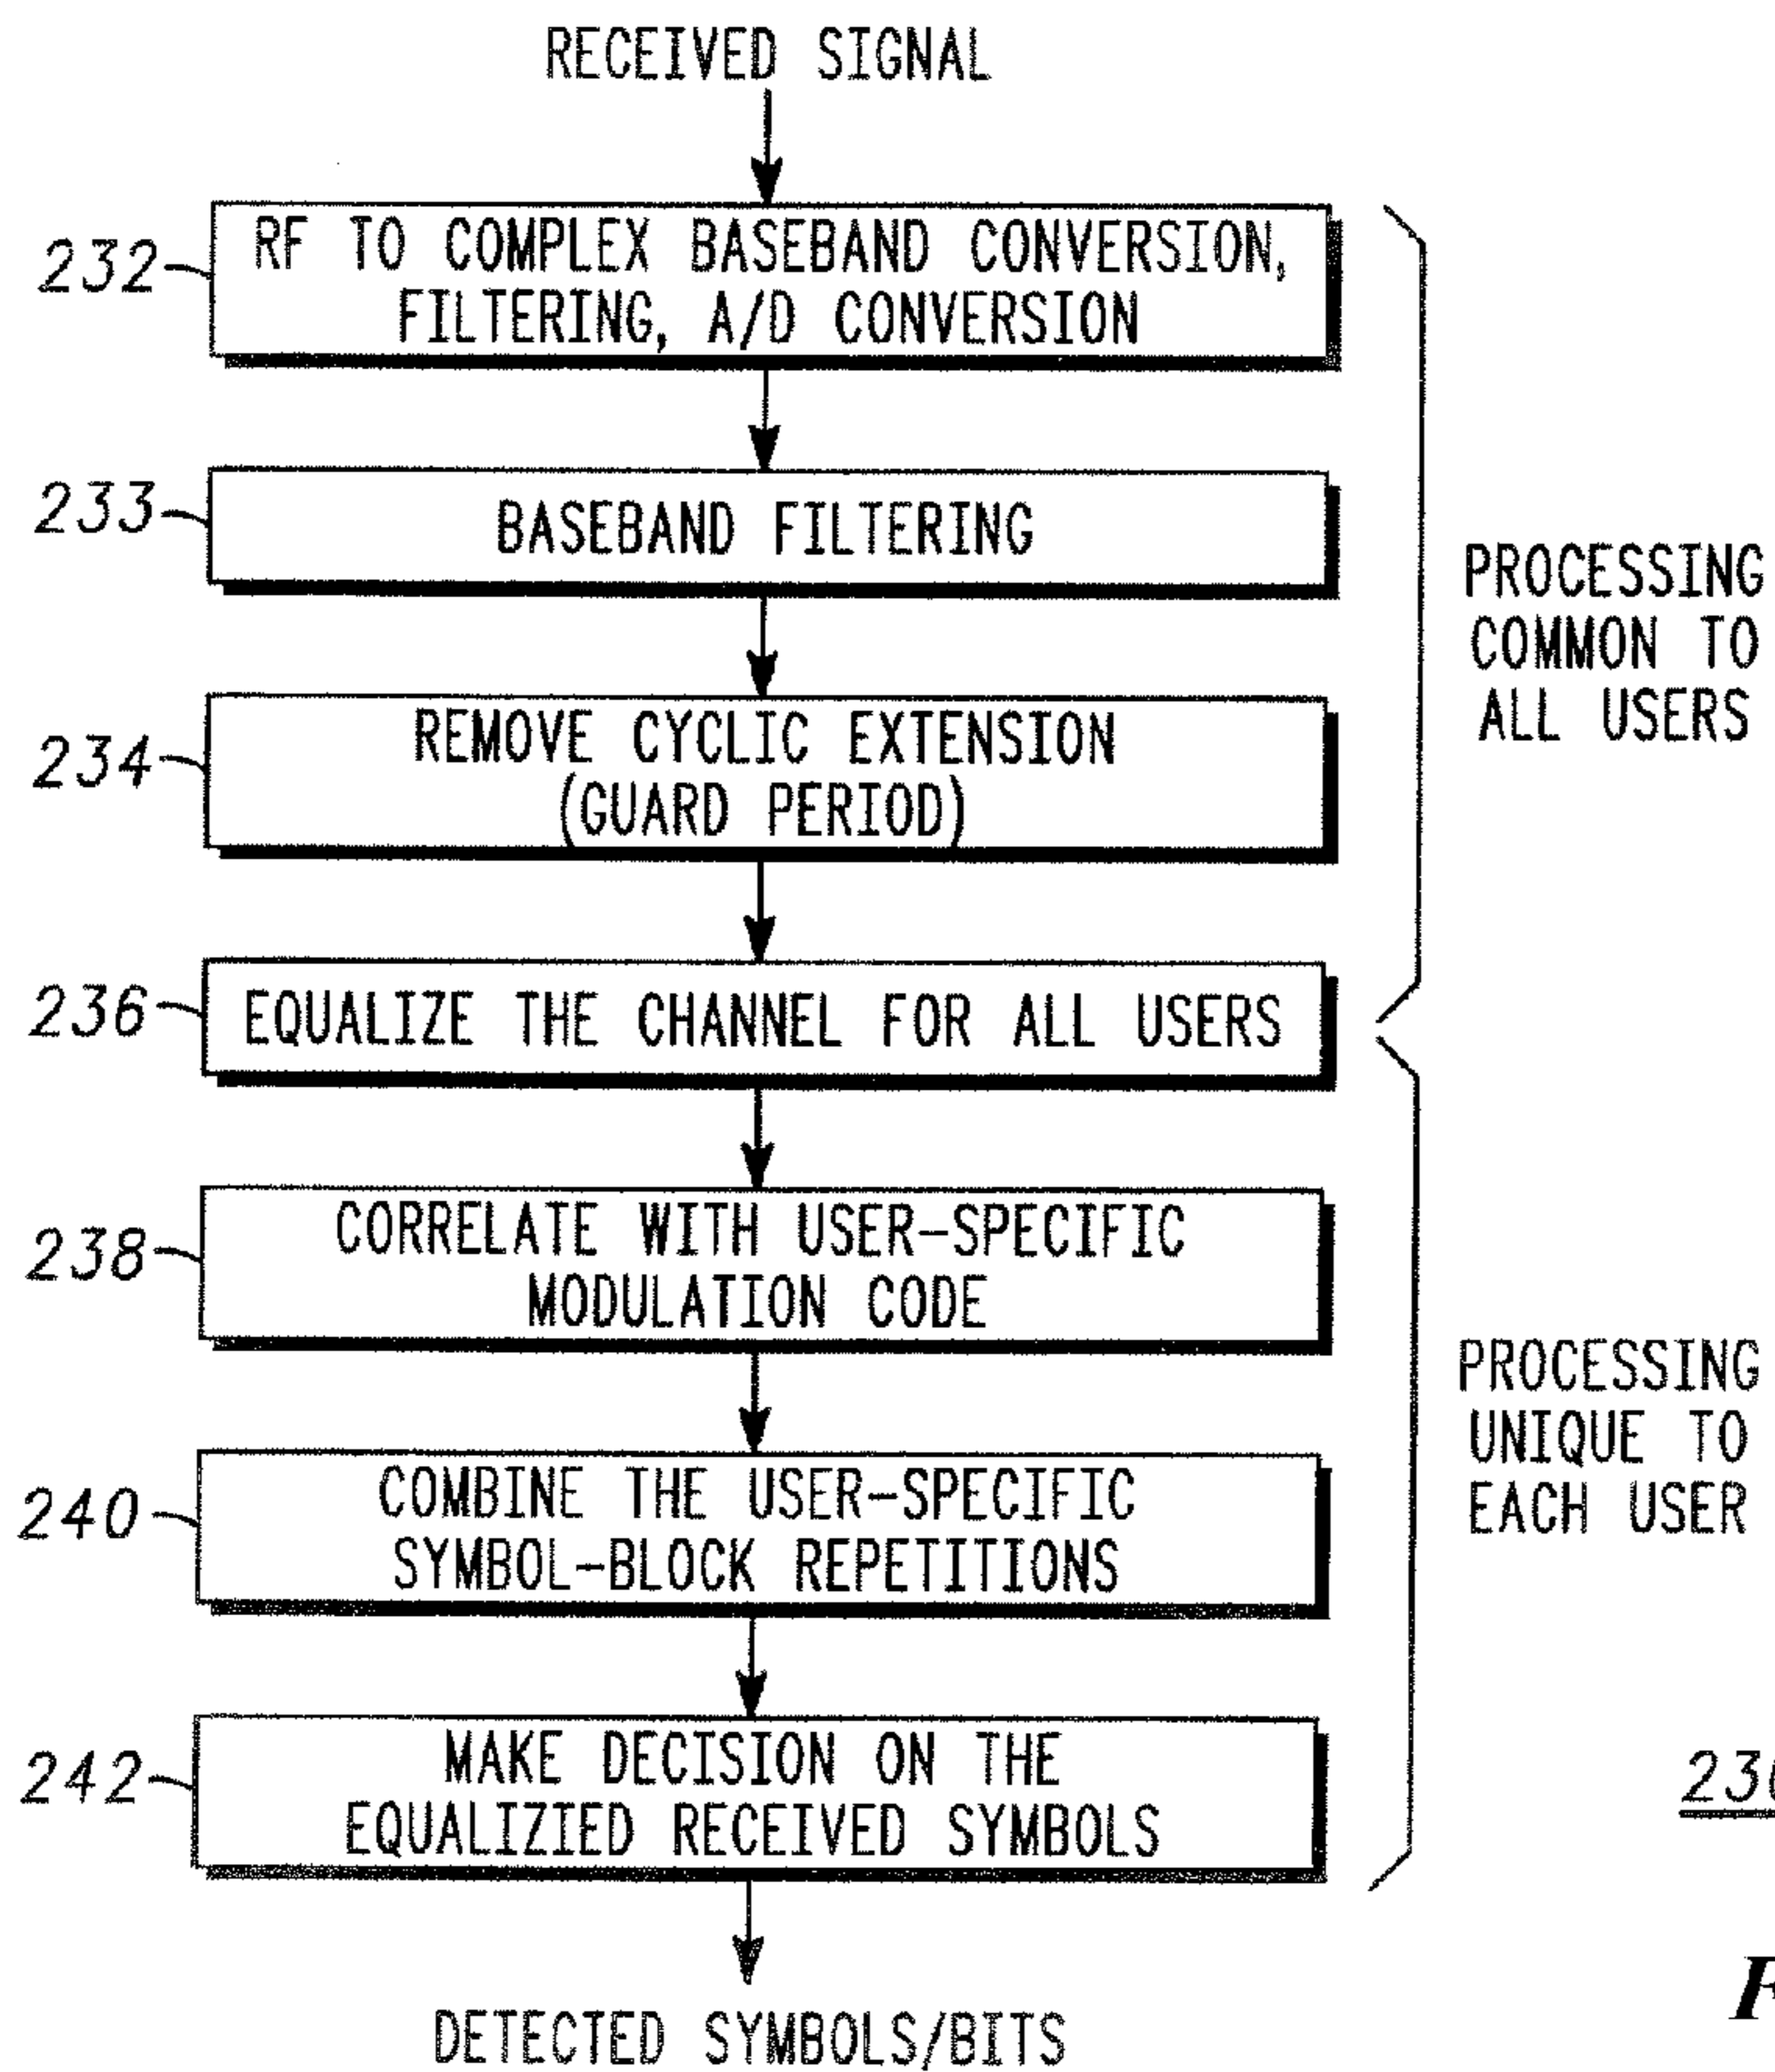 RECEIVED SIGNAL
232
RF TO COMPLEX BASEBAND CONVERSION,
FILTERING, A/D CONVERSION
233
BASEBAND FILTERING
PROCESSING
COMMON TO
ALL USERS
234
REMOVE CYCLIC EXTENSION
(GUARD PERIOD)
236
EQUALIZE THE CHANNEL FOR ALL USERS
238
CORRELATE WITH USER-SPECIFIC
MODULATION CODE
PROCESSING
UNIQUE TO
EACH USER
240
COMBINE THE USER-SPECIFIC
SYMBOL-BLOCK REPETITIONS
242
MAKE DECISION ON THE
EQUALIZIED RECEIVED SYMBOLS
DETECTED SYMBOLS/BITS